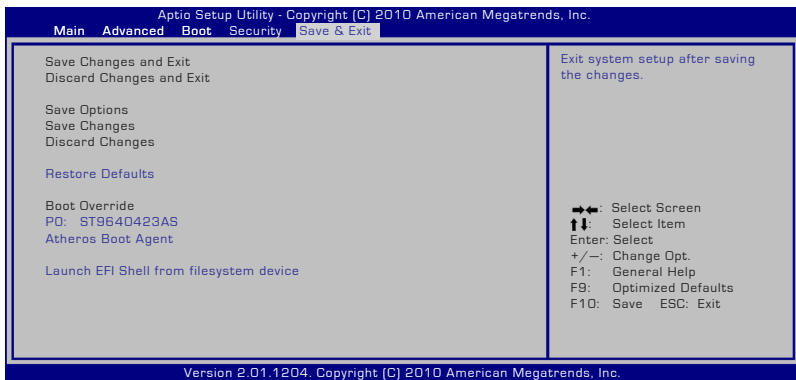 Aptio Setup Utility - Copyright (C) 2010 American Megatrends, Inc.
Main Advanced Boot Security Save & Exit
Save Changes and Exit
Discard Changes and Exit
Save Options
Save Changes
Discard Changes
Restore Defaults
Boot Override
P0: ST9640423AS
Atheros Boot Agent
Launch EFI Shell from filesystem device
Exit system setup after saving
the changes.
➡⬅: Select Screen
⬆⬇: Select Item
Enter: Select
+/—: Change Opt.
F1: General Help
F9: Optimized Defaults
F10: Save ESC: Exit
Version 2.01.1204. Copyright (C) 2010 American Megatrends, Inc.